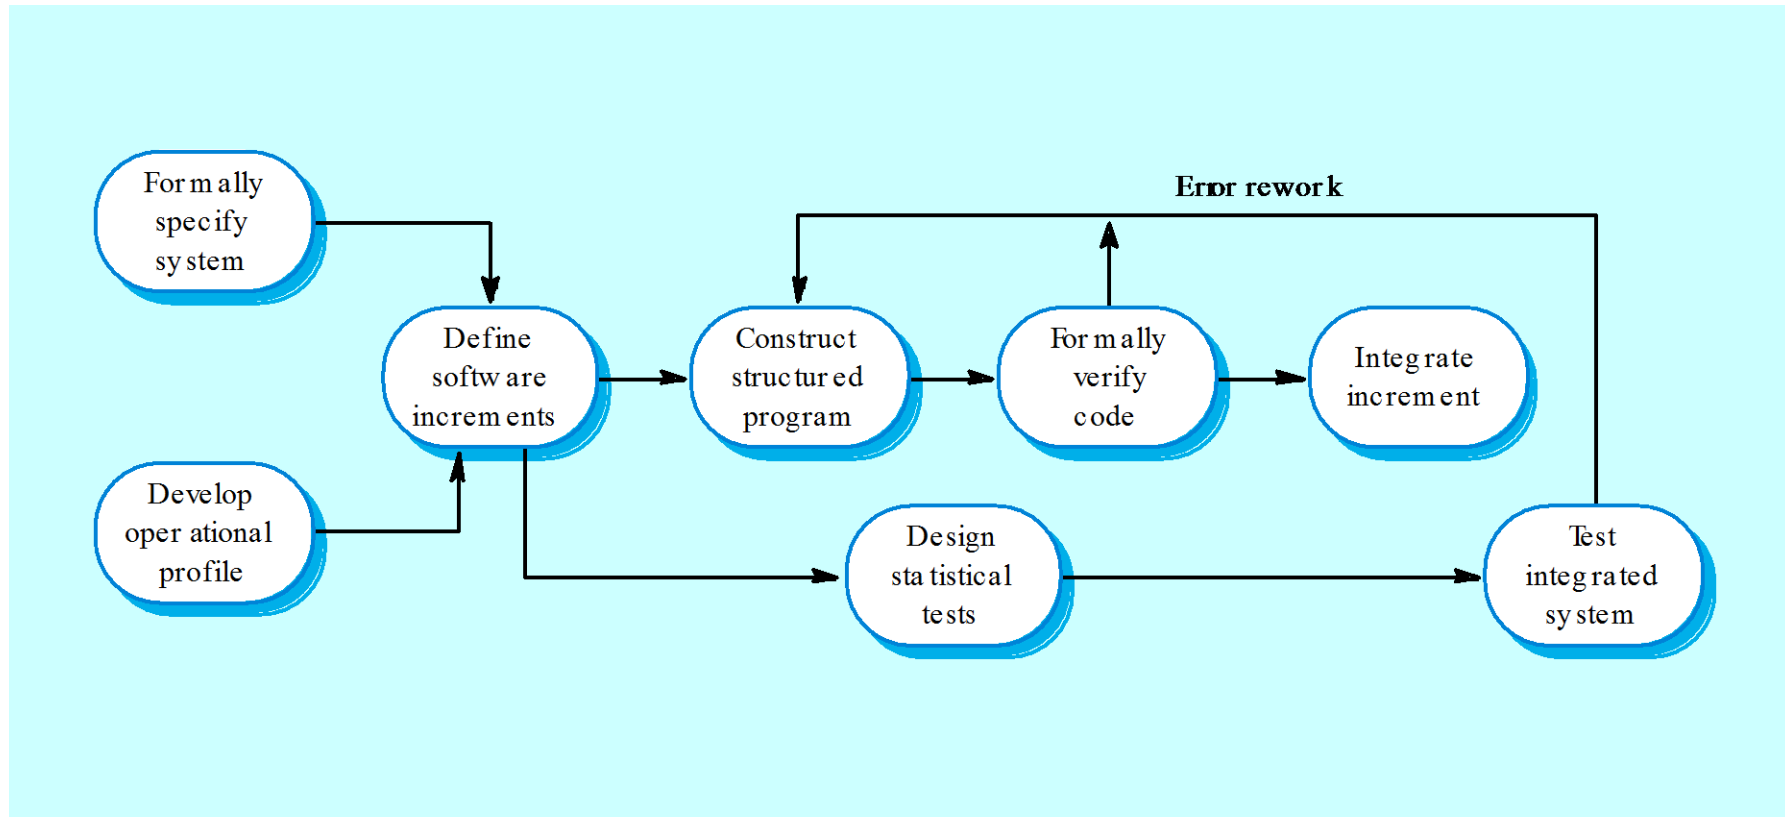 Formally
specify
system
Error rework
Define
software
increments
Construct
structured
program
Formally
verify
code
Integrate
increment
Develop
operational
profile
Design
statistical
tests
Test
integrated
system